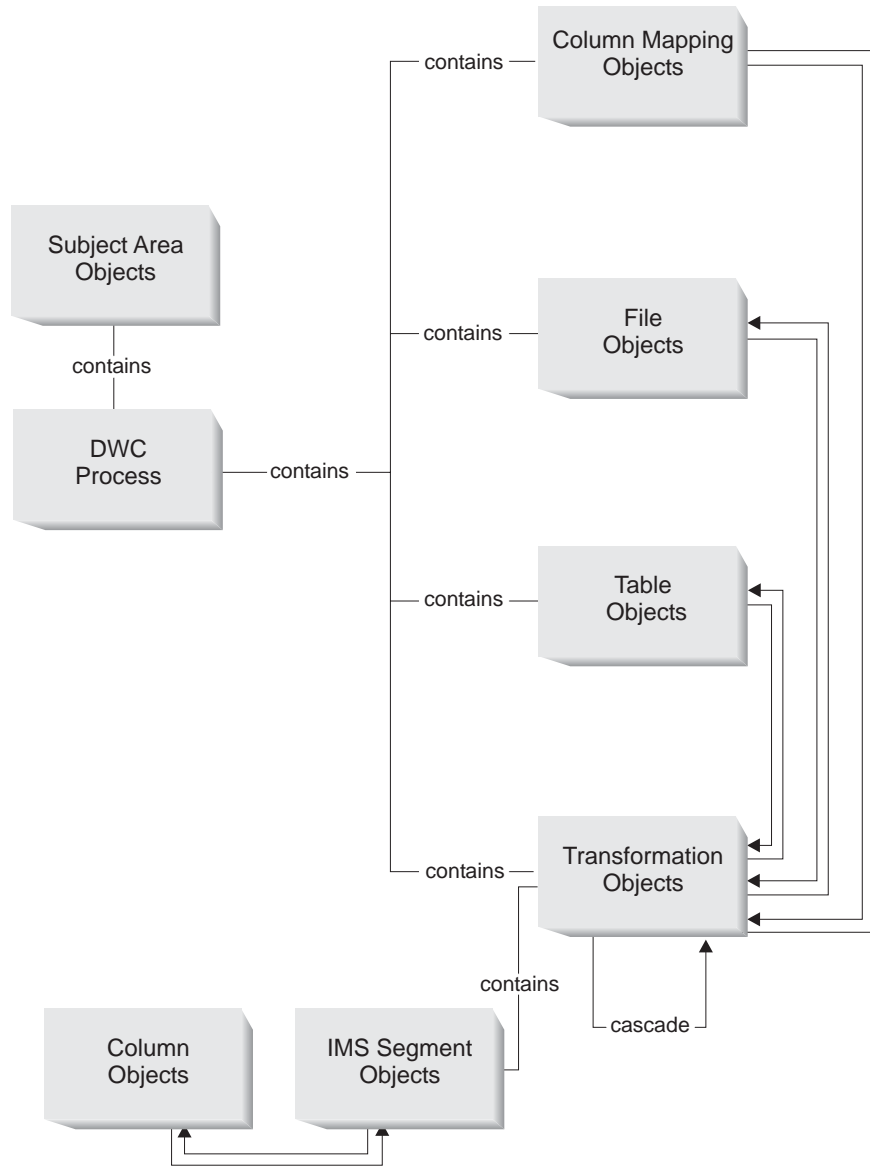 Column Mapping
Objects
contains
Subject Area
Objects
contains
File
Objects
contains
DWC
Process
contains
Table
Objects
contains
Transformation
Objects
contains
contains
cascade
Column
Objects
IMS Segment
Objects